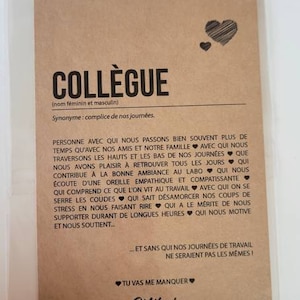 COLLÈGUE
(nom féminin et masculin)
Synonyme : complice de nos journées.
PERSONNE AVEC QUI NOUS PASSONS BIEN SOUVENT PLUS DE
TEMPS QU'AVEC NOS AMIS ET NOTRE FAMILLE ♥ AVEC QUI NOUS
TRAVERSONS LES HAUTS ET LES BAS DE NOS JOURNÉES ♥ QUE
NOUS AVONS PLAISIR À RETROUVER TOUS LES JOURS ♥ QUI
CONTRIBUE À LA BONNE AMBIANCE AU LABO ♥ QUI NOUS
ÉCOUTE D'UNE OREILLE EMPATHIQUE ET COMPATISSANTE ♥
QUI COMPREND CE QUE L'ON VIT AU TRAVAIL ♥ AVEC QUI ON SE
SERRE LES COUDES ♥ QUI SAIT DÉSAMORCER NOS COUPS DE
STRESS EN NOUS FAISANT RIRE ♥ QUI A LE MÉRITE DE NOUS
SUPPORTER DURANT DE LONGUES HEURES ♥ QUI NOUS MOTIVE
ET NOUS SOUTIENT...
... ET SANS QUI NOS JOURNÉES DE TRAVAIL
NE SERAIENT PAS LES MÊMES !
♥ TU VAS ME MANQUER ♥